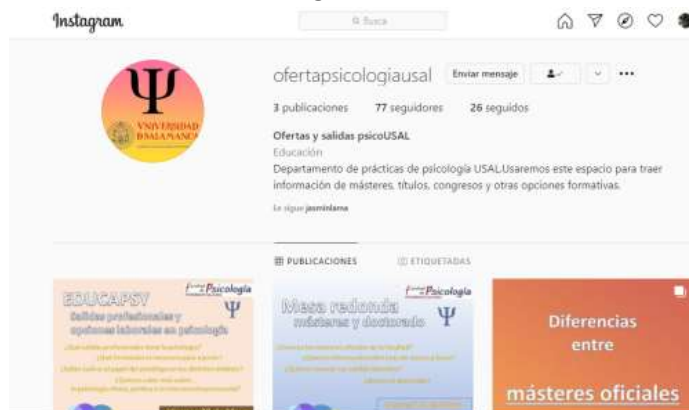 Instagram
Busca
ofertapsicologiausal Enviar mensaje
3 publicaciones 77 seguidores 26 seguidos
Ofertas y salidas psicoUSAL
Educación
Departamento de prácticas de psicología USAL.Usaremos este espacio para traer
información de másteres, títulos, congresos y otras opciones formativas.
Le sigue jasminlama
VNiVERSiDAD
DSALAMANCA
PUBLICACIONES ETIQUETADAS
Psicología
EDUCAPSY
Salidas profesionales y
opciones laborales en psicología
Psicología
Mesa redonda
másteres y doctorado
Diferencias
entre
másteres oficiales